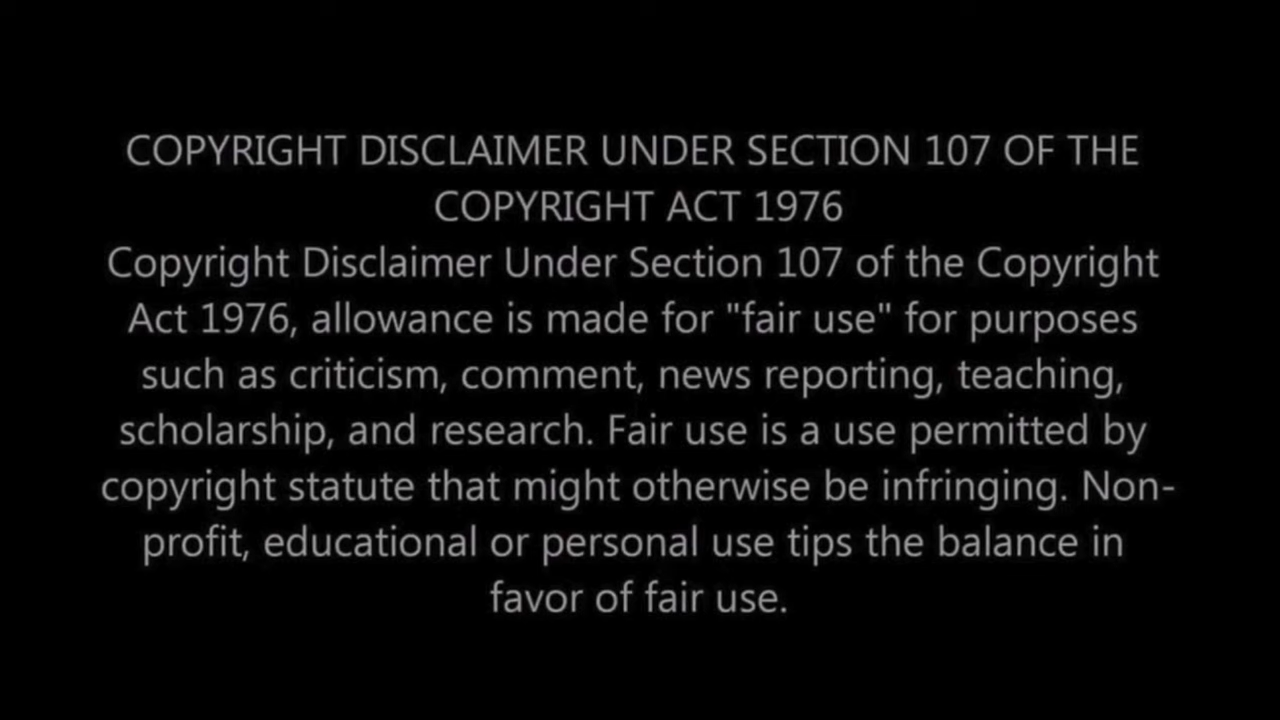 COPYRIGHT DISCLAIMER UNDER SECTION 107 OF THE
COPYRIGHT ACT 1976
Copyright Disclaimer Under Section 107 of the Copyright
Act 1976, allowance is made for "fair use" for purposes
such as criticism, comment, news reporting, teaching,
scholarship, and research. Fair use is a use permitted by
copyright statute that might otherwise be infringing. Non-
profit, educational or personal use tips the balance in
favor of fair use.